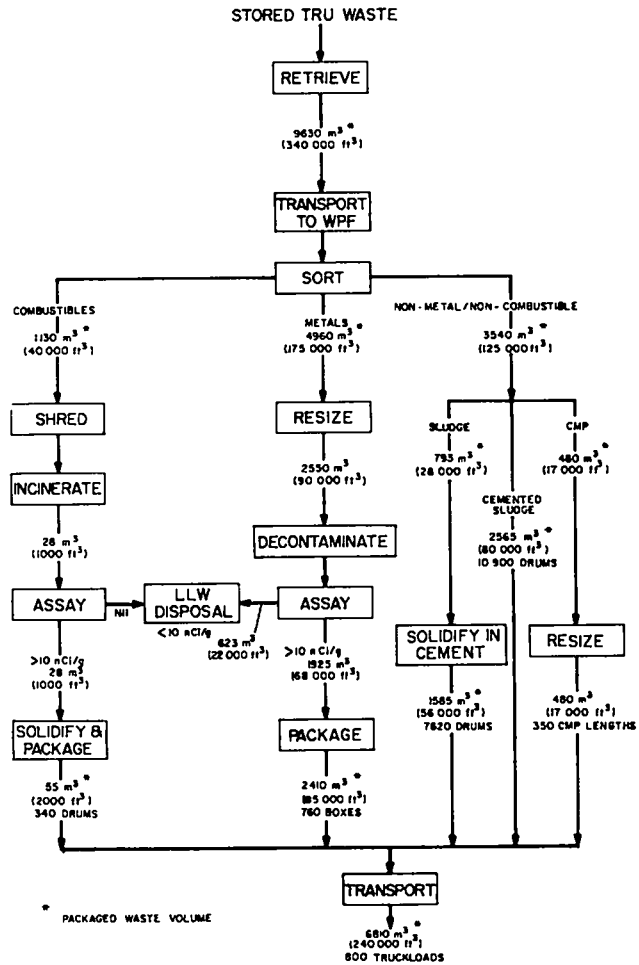 STORED TRU WASTE
RETRIEVE
9630 m³ *
(340 000 ft³)
TRANSPORT
TO WPF
SORT
COMBUSTIBLES
1130 m³ *
(40 000 ft³)
SHRED
INCINERATE
28 m³
(1000 ft³)
ASSAY
Nil
>10 nCi/g
28 m³
(1000 ft³)
SOLIDIFY &
PACKAGE
55 m³ *
(2000 ft³)
340 DRUMS
METALS
4960 m³ *
(175 000 ft³)
RESIZE
2550 m³
(90 000 ft³)
DECONTAMINATE
LLW
DISPOSAL
<10 nCi/g
ASSAY
623 m³
(22 000 ft³)
>10 nCi/g
1925 m³
(68 000 ft³)
PACKAGE
2410 m³ *
(85 000 ft³)
760 BOXES
NON-METAL/NON-COMBUSTIBLE
3540 m³ *
(125 000 ft³)
SLUDGE
793 m³ *
(28 000 ft³)
SOLIDIFY IN
CEMENT
1585 m³ *
(56 000 ft³)
7620 DRUMS
CEMENTED
SLUDGE
2565 m³ *
(80 000 ft³)
10 900 DRUMS
CMP
480 m³ *
(17 000 ft³)
RESIZE
480 m³
(17 000 ft³)
350 CMP LENGTHS
TRANSPORT
6810 m³ *
(240 000 ft³)
800 TRUCKLOADS
* PACKAGED WASTE VOLUME